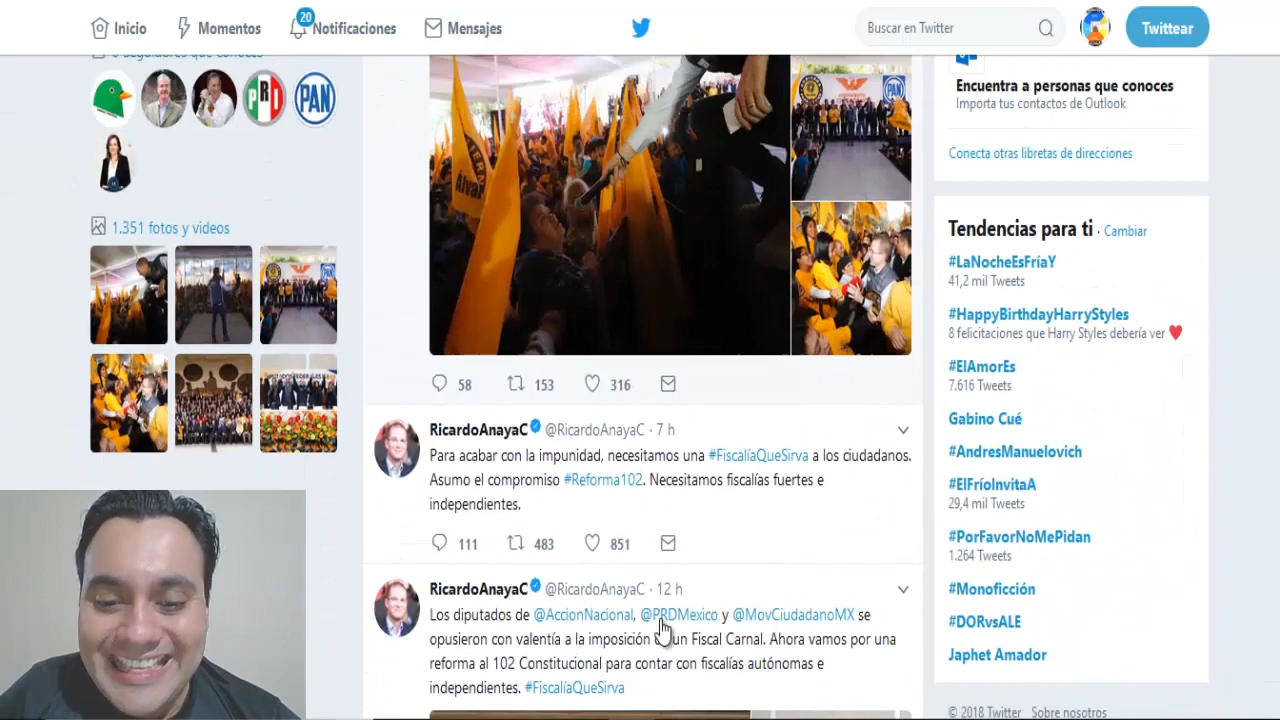 Inicio
Momentos
20
Notificaciones
Mensajes
Buscar en Twitter
Twittear
PRI
PAN
1.351 fotos y videos
58
153
316
RicardoAnayaC @RicardoAnayaC · 7 h
Para acabar con la impunidad, necesitamos una #FiscalíaQueSirva a los ciudadanos.
Asumo el compromiso #Reforma102. Necesitamos fiscalías fuertes e
independientes.
111
483
851
RicardoAnayaC @RicardoAnayaC · 12 h
Los diputados de @AccionNacional, @PRDMexico y @MovCiudadanoMX se
opusieron con valentía a la imposición un Fiscal Carnal. Ahora vamos por una
reforma al 102 Constitucional para contar con fiscalías autónomas e
independientes. #FiscalíaQueSirva
Encuentra a personas que conoces
Importa tus contactos de Outlook
Conecta otras libretas de direcciones
Tendencias para ti · Cambiar
#LaNocheEsFríaY
41,2 mil Tweets
#HappyBirthdayHarryStyles
8 felicitaciones que Harry Styles debería ver
#ElAmorEs
7.616 Tweets
Gabino Cué
#AndresManuelovich
#ElFríoInvitaA
29,4 mil Tweets
#PorFavorNoMePidan
1.264 Tweets
#Monoficción
#DORvsALE
Japhet Amador
© 2018 Twitter Sobre nosotros